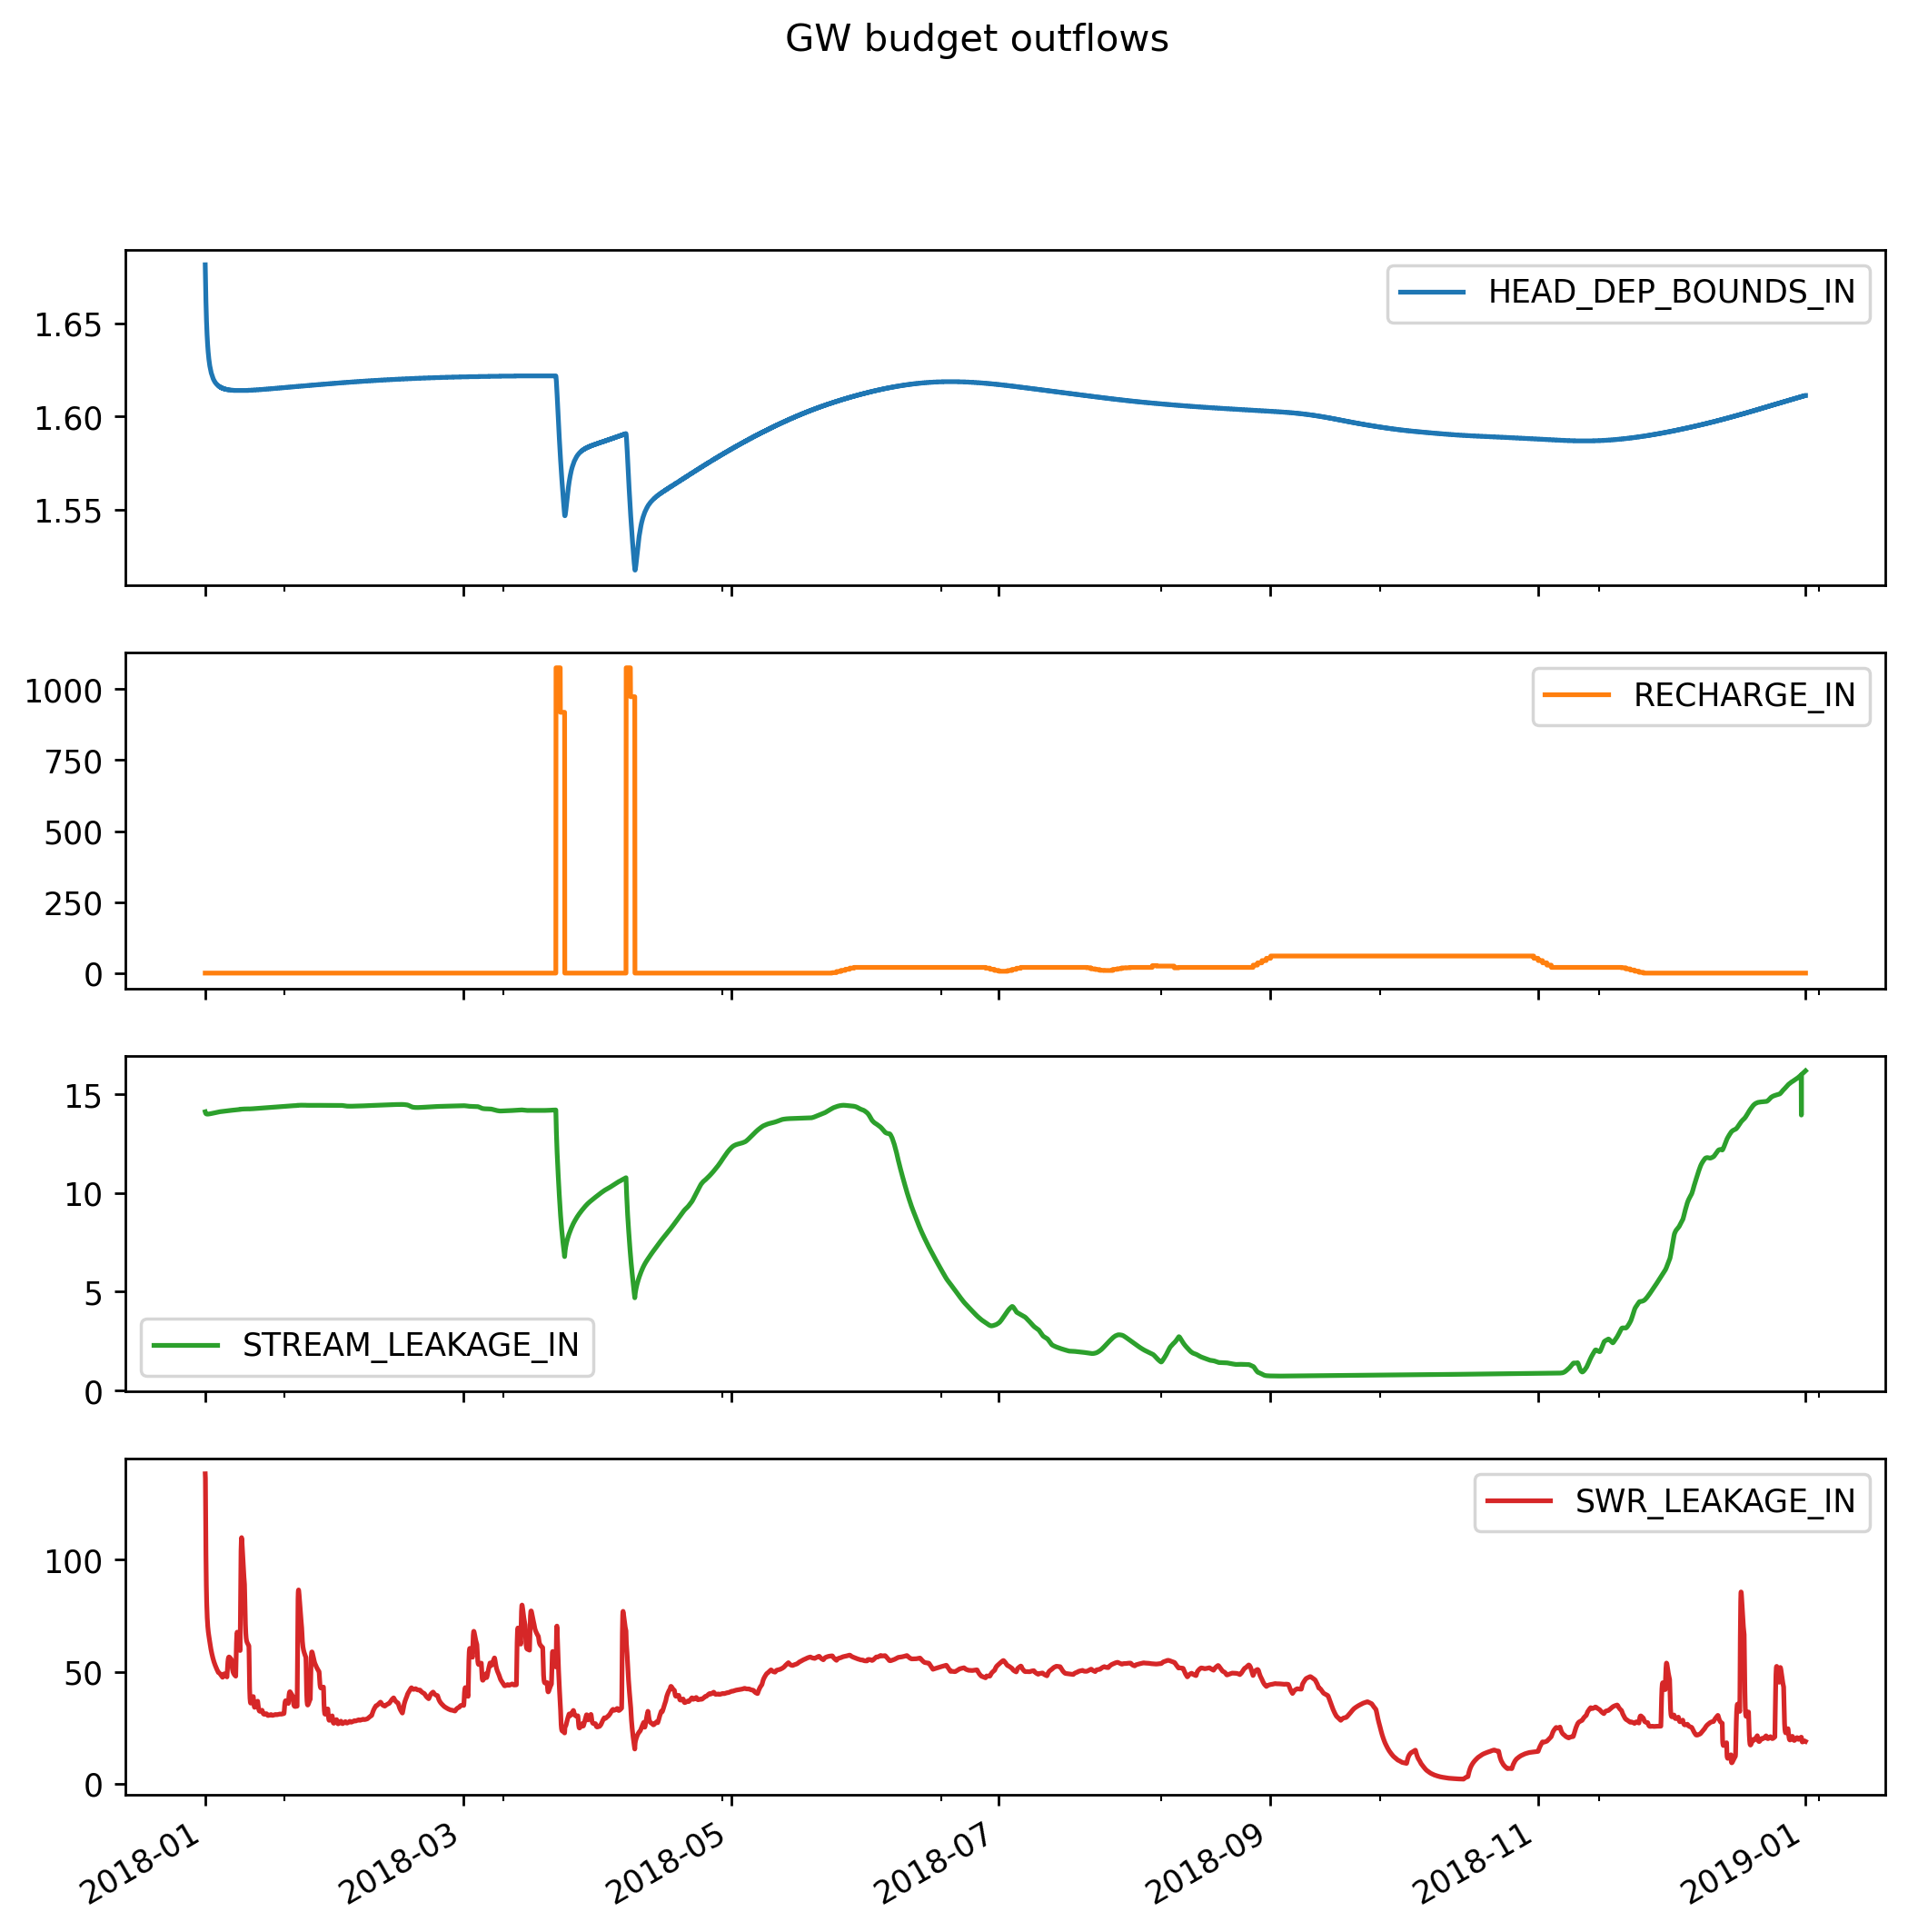 GW budget outflows
HEAD_DEP_BOUNDS_IN
1.65
1.60
1.55
RECHARGE_IN
1000
750
500
250
0
15
10
5
STREAM_LEAKAGE_IN
0
SWR_LEAKAGE_IN
100
50
0
2018-01 2018-03 2018-05 2018-07 2018-09 2018-11 2019-01